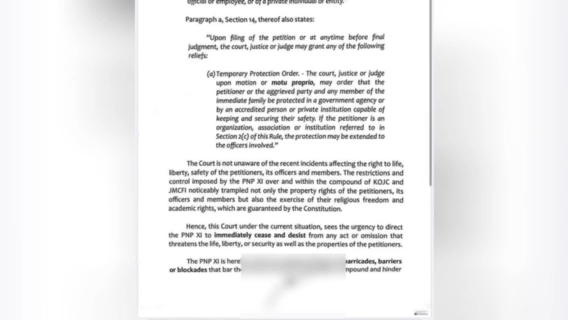 official or employee, or of a private individual or entity.
Paragraph a, Section 14, thereof also states:
"Upon filing of the petition or at anytime before final
judgment, the court, justice or judge may grant any of the following
reliefs:
(a) Temporary Protection Order. - The court, justice or judge
upon motion or motu proprio, may order that the
petitioner or the aggrieved party and any member of the
immediate family be protected in a government agency or
by an accredited person or private institution capable of
keeping and securing their safety. If the petitioner is an
organization, association or institution referred to in
Section 2(c) of this Rule, the protection may be extended to
the officers involved."
The Court is not unaware of the recent incidents affecting the right to life,
liberty, safety of the petitioners, its officers and members. The restrictions and
control imposed by the PNP XI over and within the compound of KOJC and
JMCFI noticeably trampled not only the property rights of the petitioners, its
officers and members but also the exercise of their religious freedom and
academic rights, which are guaranteed by the Constitution.
Hence, this Court under the current situation, sees the urgency to direct
the PNP XI to immediately cease and desist from any act or omission that
threatens the life, liberty, or security as well as the properties of the petitioners.
The PNP XI is here arricades, barriers
or blockades that bar the mpound and hinder